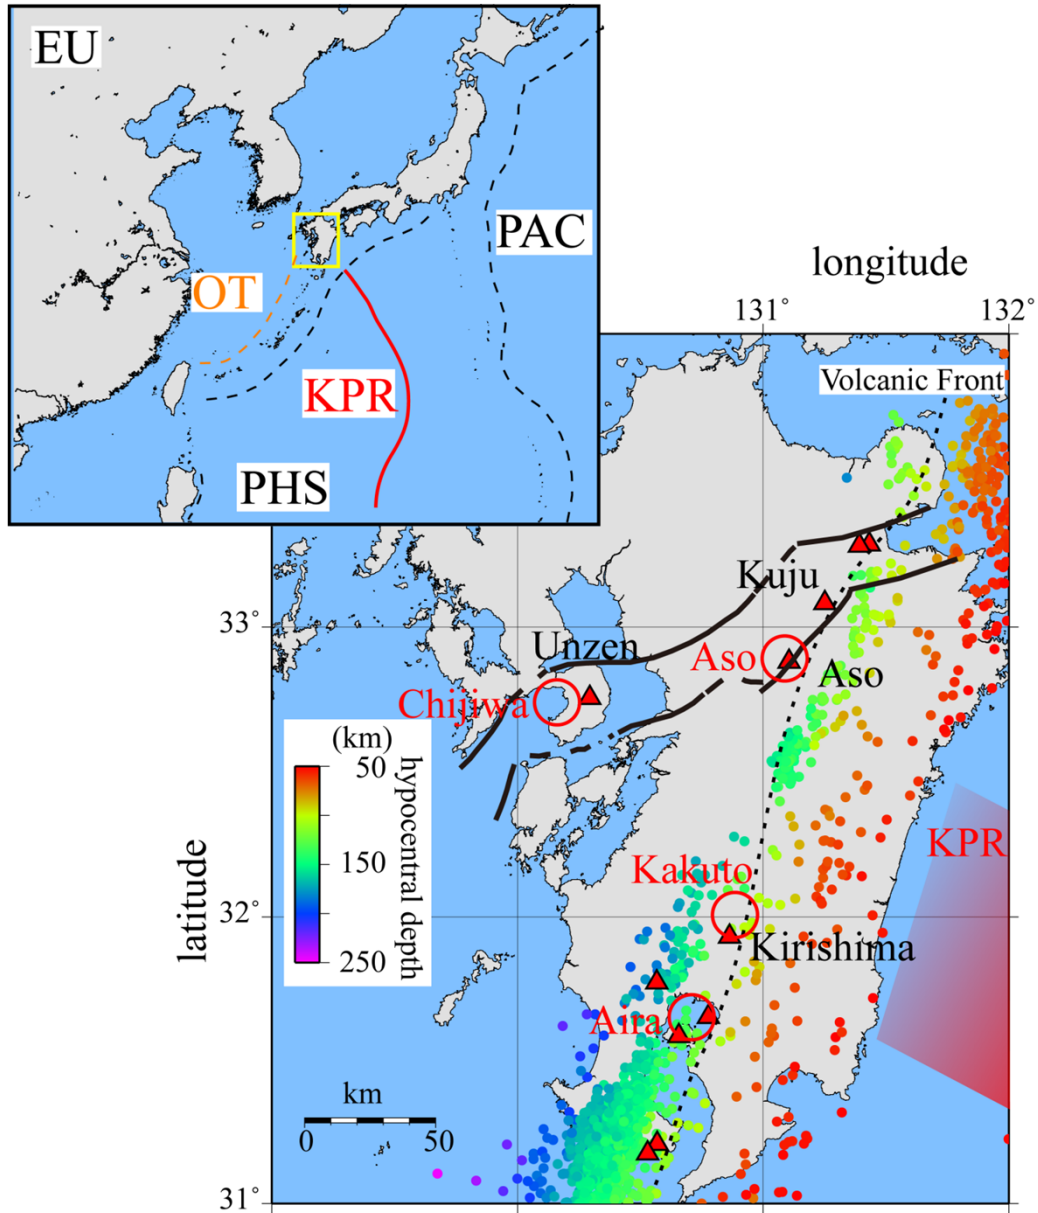 EU
PAC
OT
KPR
PHS
longitude
131°
132°
Volcanic Front
Kuju
33°
Unzen
Aso
Aso
Chijiwa
(km)
50
150
250
hypocentral depth
KPR
Kakuto
latitude
32°
Kirishima
Aira
km
0
50
31°